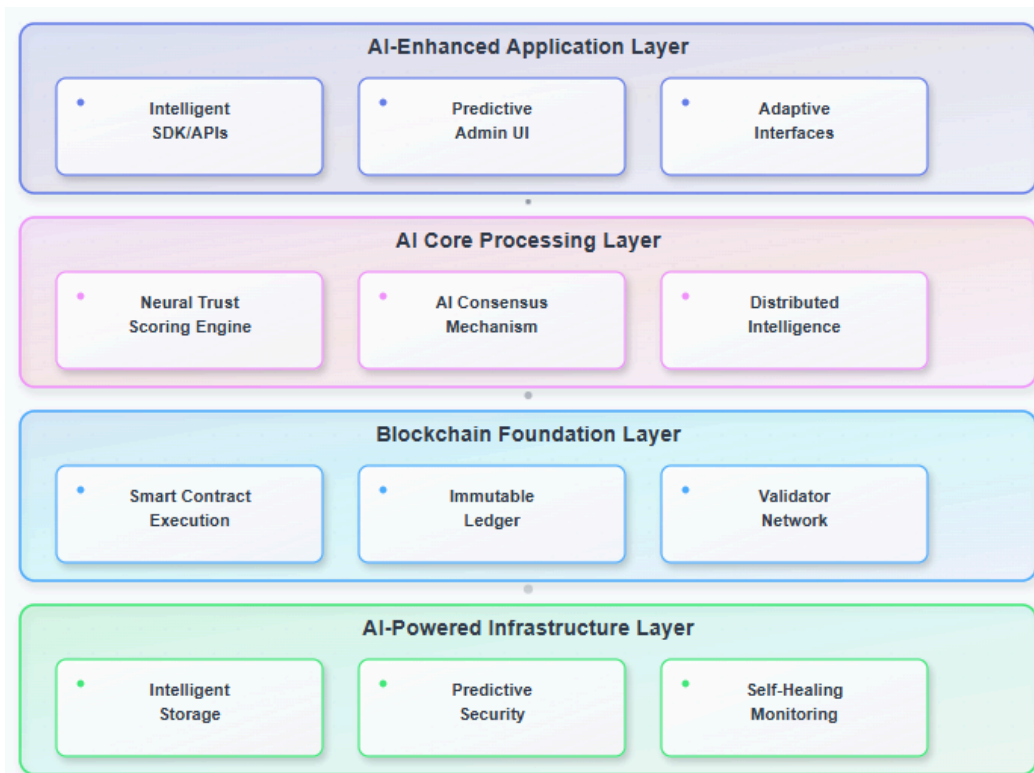 AI-Enhanced Application Layer
Intelligent
SDK/APIs
Predictive
Admin UI
Adaptive
Interfaces
AI Core Processing Layer
Neural Trust
Scoring Engine
AI Consensus
Mechanism
Distributed
Intelligence
Blockchain Foundation Layer
Smart Contract
Execution
Immutable
Ledger
Validator
Network
AI-Powered Infrastructure Layer
Intelligent
Storage
Predictive
Security
Self-Healing
Monitoring